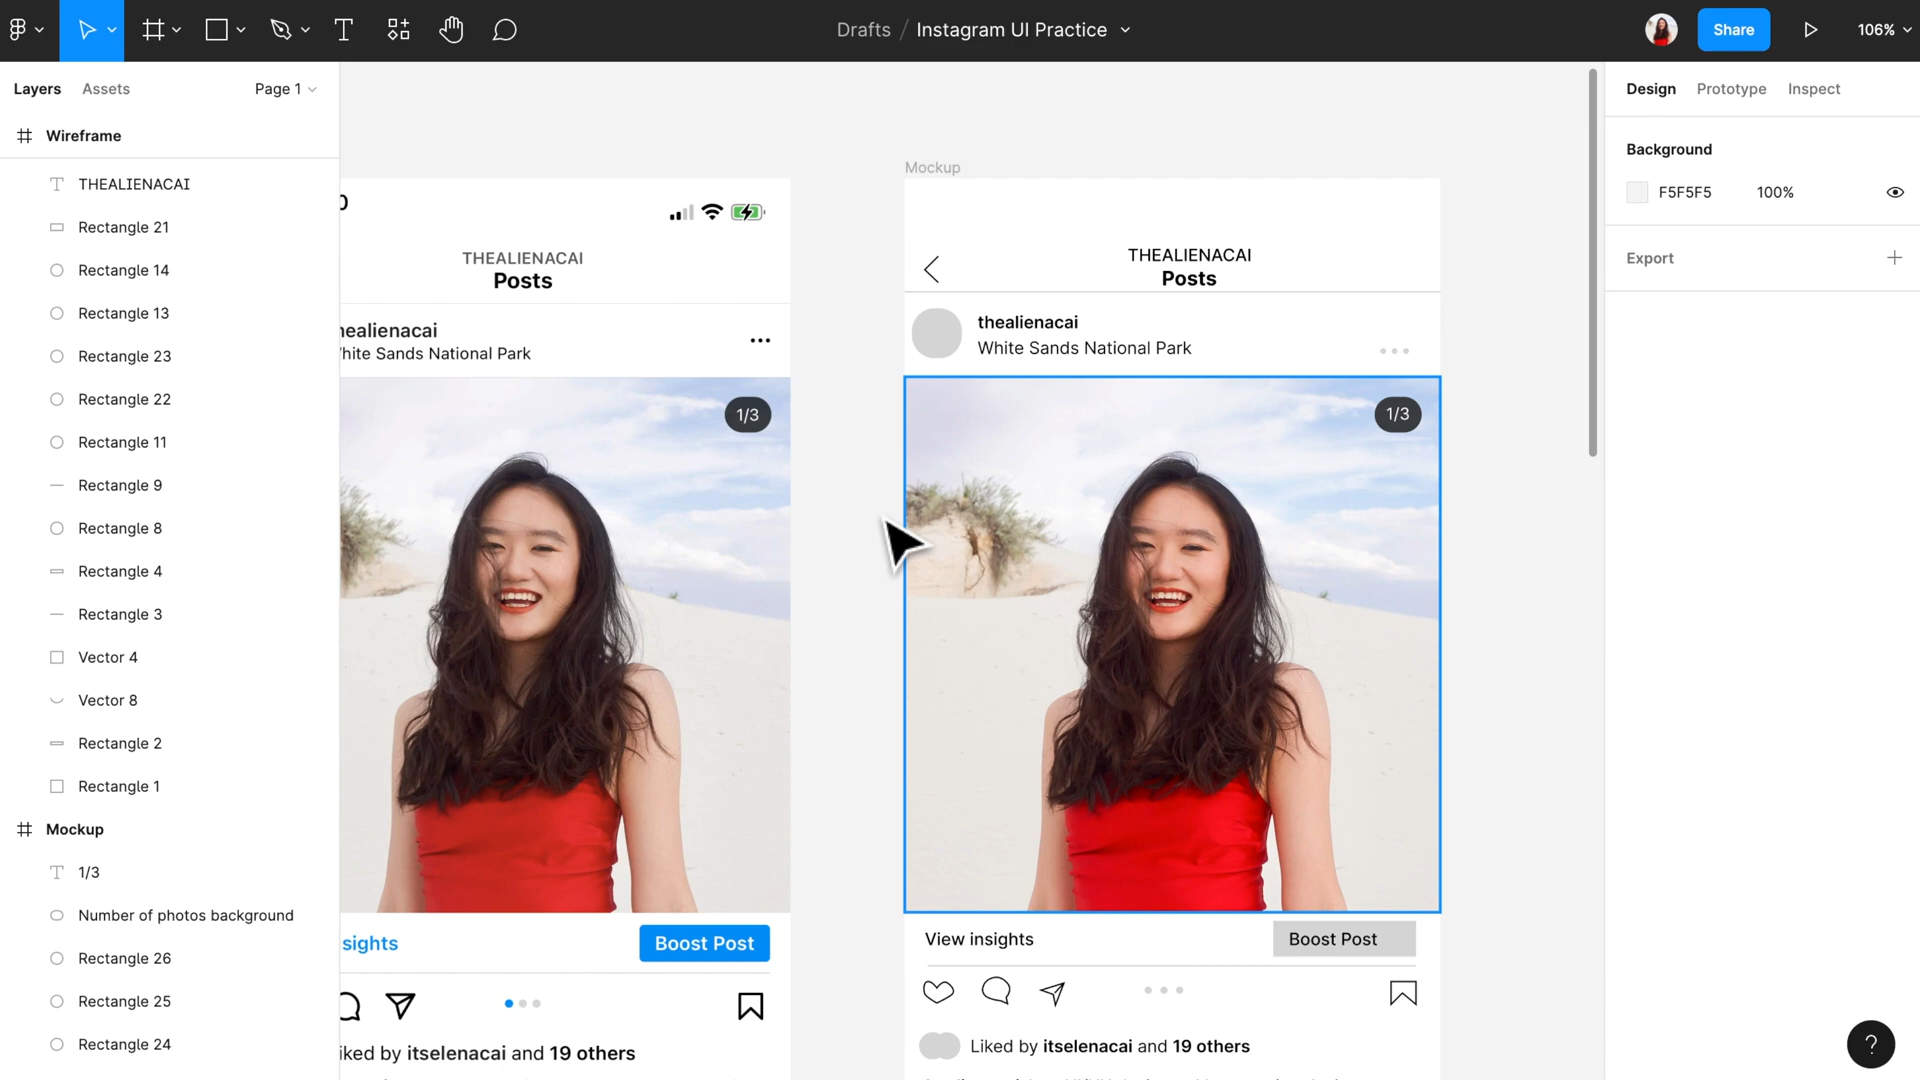 Drafts / Instagram UI Practice
Share
106%
Layers
Assets
Page 1
Wireframe
THEALIENACAI
Rectangle 21
Rectangle 14
Rectangle 13
Rectangle 23
Rectangle 22
Rectangle 11
Rectangle 9
Rectangle 8
Rectangle 4
Rectangle 3
Vector 4
Vector 8
Rectangle 2
Rectangle 1
Mockup
1/3
Number of photos background
Rectangle 26
Rectangle 25
Rectangle 24
0
THEALIENACAI
Posts
healienacai
hite Sands National Park
1/3
sights
Boost Post
iked by itselenacai and 19 others
Mockup
THEALIENACAI
Posts
thealienacai
White Sands National Park
1/3
View insights
Boost Post
Liked by itselenacai and 19 others
Design
Prototype
Inspect
Background
F5F5F5 100%
Export
?